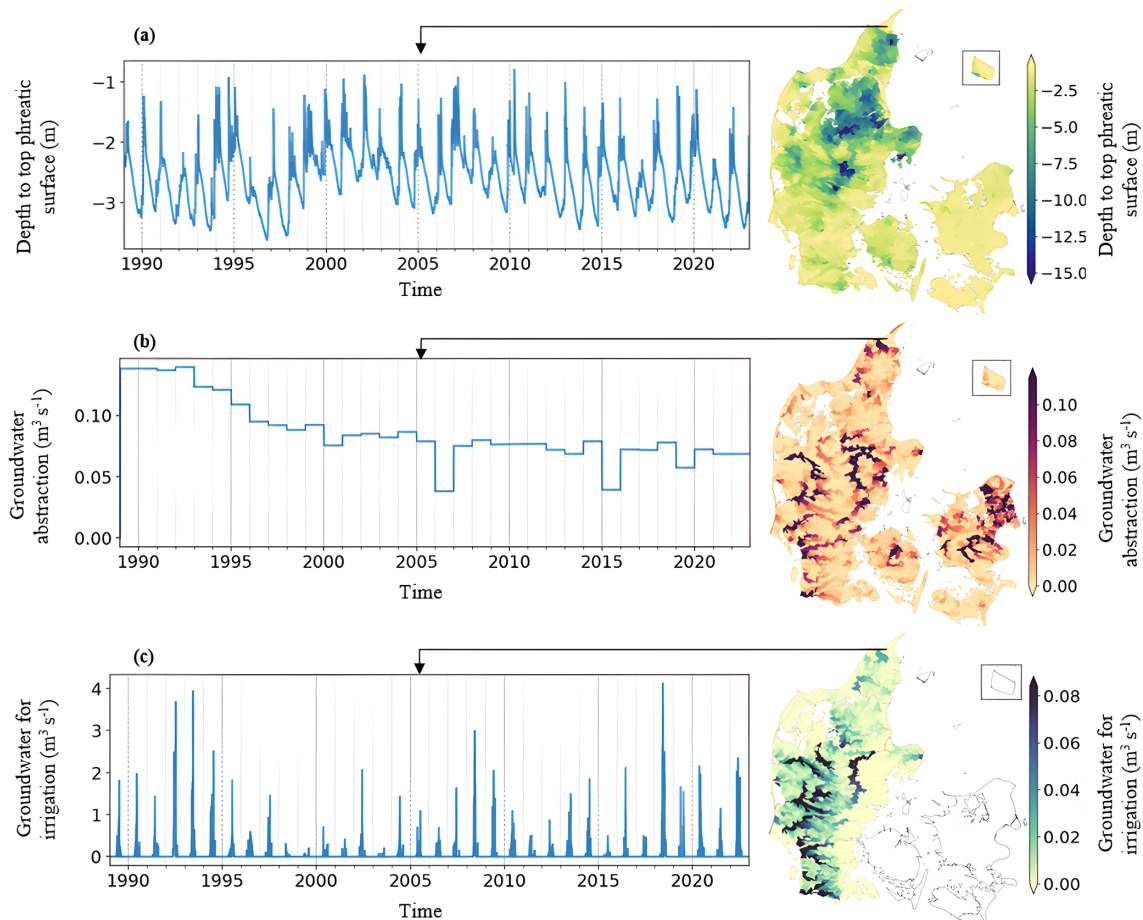 (a)
Depth to top phreatic
surface (m)
−1
−2
−3
1990 1995 2000 2005 2010 2015 2020
Time
−2.5
−5.0
−7.5
−10.0
−12.5
−15.0
Depth to top phreatic
surface (m)
(b)
Groundwater
abstraction (m³ s⁻¹)
0.10
0.05
0.00
1990 1995 2000 2005 2010 2015 2020
Time
0.10
0.08
0.06
0.04
0.02
0.00
Groundwater
abstraction (m³ s⁻¹)
(c)
Groundwater for
irrigation (m³ s⁻¹)
4
3
2
1
0
1990 1995 2000 2005 2010 2015 2020
Time
0.08
0.06
0.04
0.02
0.00
Groundwater for
irrigation (m³ s⁻¹)